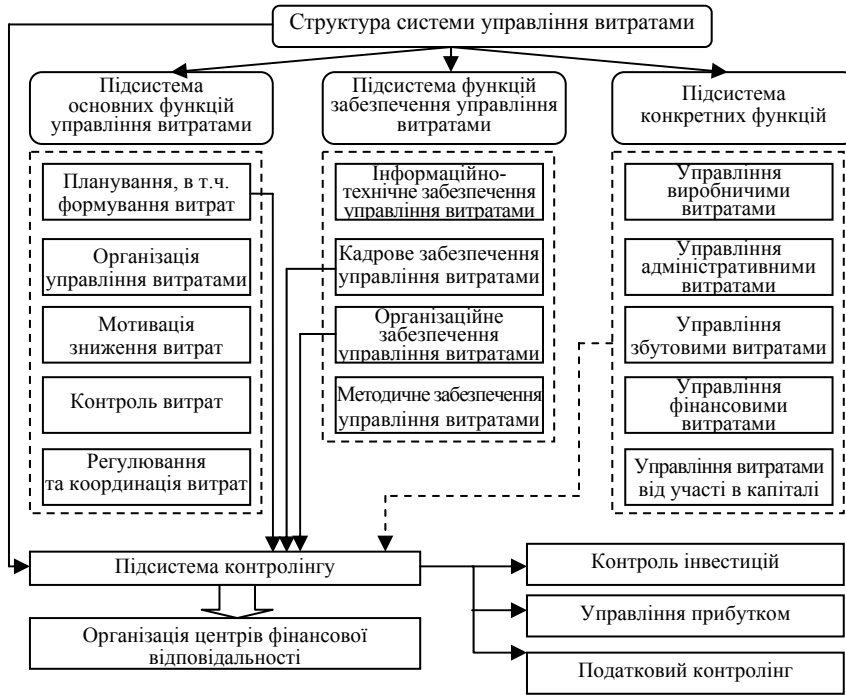 Структура системи управління витратами
Підсистема
основних функцій
управління витратами
Підсистема функцій
забезпечення управління
витратами
Підсистема
конкретних функцій
Планування, в т.ч.
формування витрат
Організація
управління витратами
Мотивація
зниження витрат
Контроль витрат
Регулювання
та координація витрат
Інформаційно-
технічне забезпечення
управління витратами
Кадрове забезпечення
управління витратами
Організаційне
забезпечення
управління витратами
Методичне забезпечення
управління витратами
Управління
виробничими
витратами
Управління
адміністративними
витратами
Управління
збутовими витратами
Управління
фінансовими
витратами
Управління витратами
від участі в капіталі
Підсистема контролінгу
Організація центрів фінансової
відповідальності
Контроль інвестицій
Управління прибутком
Податковий контролінг